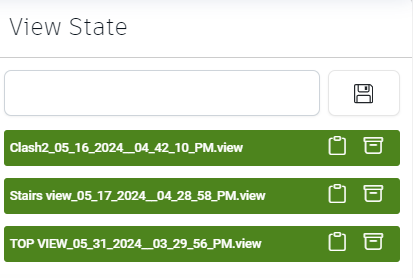 View State
Clash2_05_16_2024__04_42_10_PM.view
Stairs view_05_17_2024__04_28_58_PM.view
TOP VIEW_05_31_2024__03_29_56_PM.view